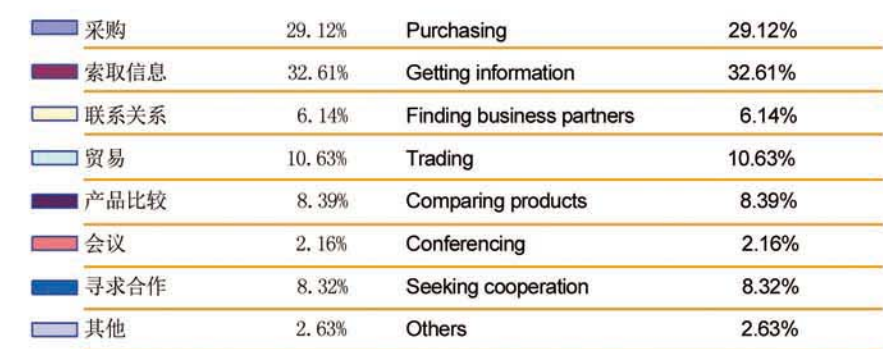 采购 29.12% Purchasing 29.12%
索取信息 32.61% Getting information 32.61%
联系关系 6.14% Finding business partners 6.14%
贸易 10.63% Trading 10.63%
产品比较 8.39% Comparing products 8.39%
会议 2.16% Conferencing 2.16%
寻求合作 8.32% Seeking cooperation 8.32%
其他 2.63% Others 2.63%